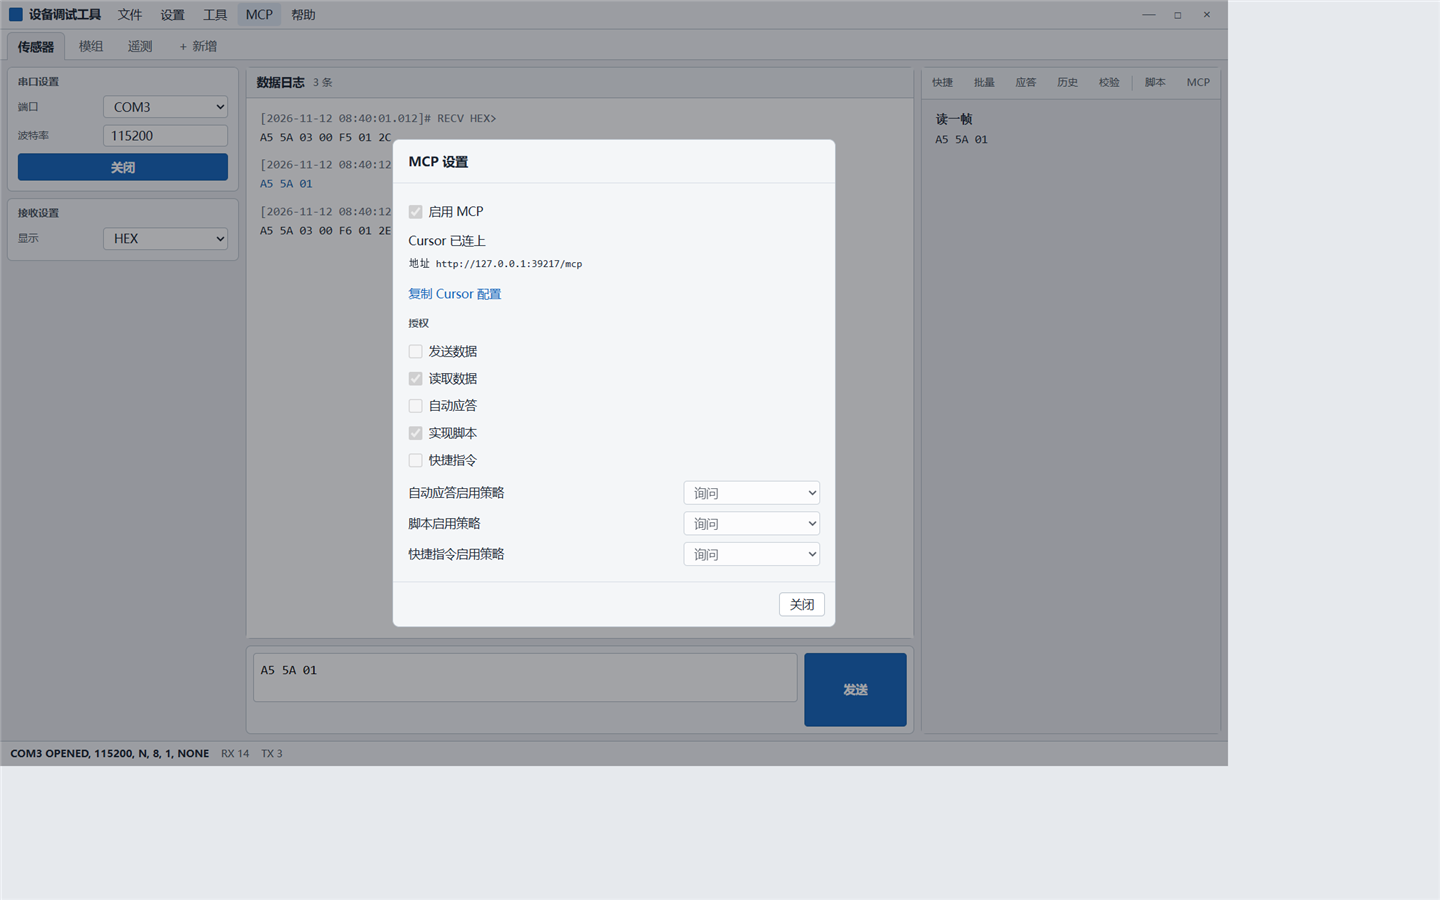 设备调试工具 文件 设置 工具 MCP 帮助
传感器 模组 遥测 + 新增
串口设置
端口 COM3
波特率 115200
关闭
接收设置
显示 HEX
数据日志 3 条
[2026-11-12 08:40:01.012]# RECV HEX>
A5 5A 03 00 F5 01 2C
[2026-11-12 08:40:12
A5 5A 01
[2026-11-12 08:40:12
A5 5A 03 00 F6 01 2E
MCP 设置
启用 MCP
Cursor 已连上
地址 http://127.0.0.1:39217/mcp
复制 Cursor 配置
授权
发送数据
读取数据
自动应答
实现脚本
快捷指令
自动应答启用策略 询问
脚本启用策略 询问
快捷指令启用策略 询问
关闭
A5 5A 01
发送
快捷 批量 应答 历史 校验 脚本 MCP
读一帧
A5 5A 01
COM3 OPENED, 115200, N, 8, 1, NONE RX 14 TX 3